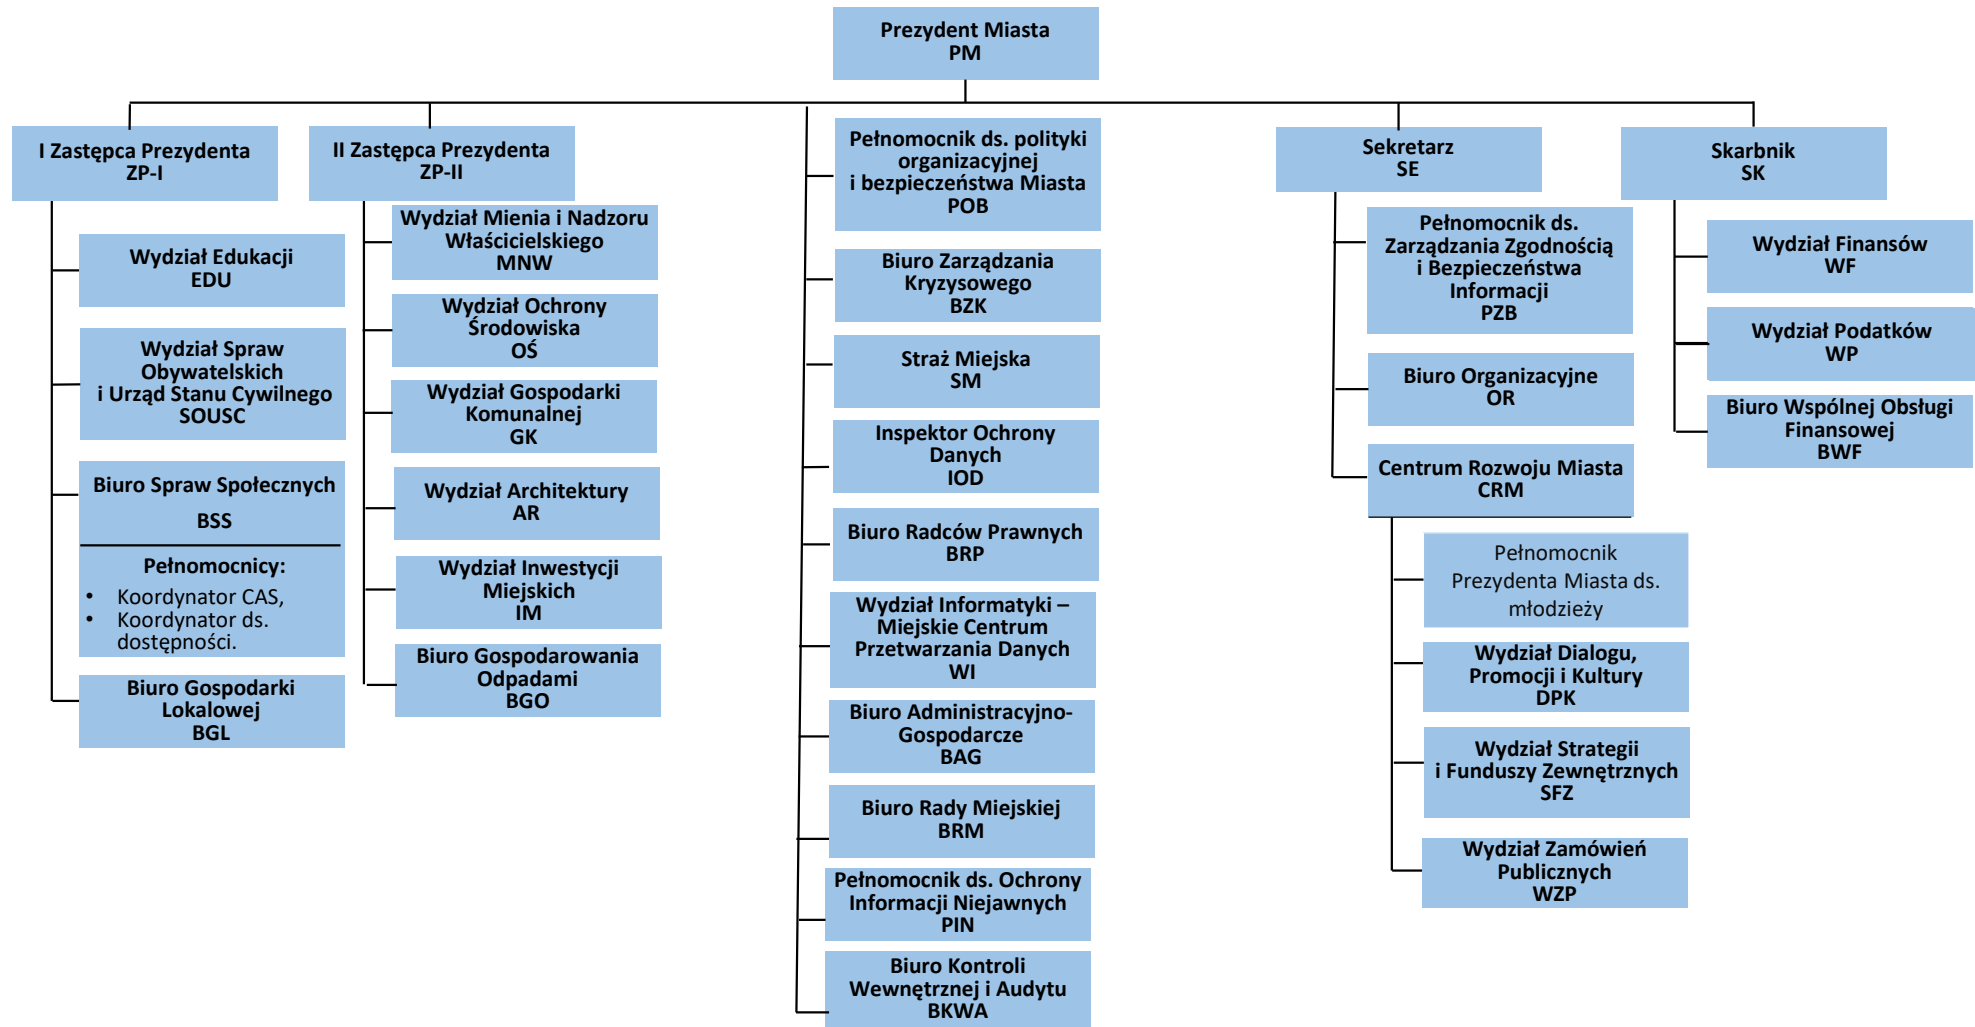 Prezydent Miasta
PM
I Zastępca Prezydenta
ZP-I
Wydział Edukacji
EDU
Wydział Spraw
Obywatelskich
i Urząd Stanu Cywilnego
SOUSC
Biuro Spraw Społecznych
BSS
Pełnomocnicy:
• Koordynator CAS,
• Koordynator ds.
dostępności.
Biuro Gospodarki
Lokalowej
BGL
II Zastępca Prezydenta
ZP-II
Wydział Mienia i Nadzoru
Właścicielskiego
MNW
Wydział Ochrony
Środowiska
OŚ
Wydział Gospodarki
Komunalnej
GK
Wydział Architektury
AR
Wydział Inwestycji
Miejskich
IM
Biuro Gospodarowania
Odpadami
BGO
Pełnomocnik ds. polityki
organizacyjnej
i bezpieczeństwa Miasta
POB
Biuro Zarządzania
Kryzysowego
BZK
Straż Miejska
SM
Inspektor Ochrony
Danych
IOD
Biuro Radców Prawnych
BRP
Wydział Informatyki –
Miejskie Centrum
Przetwarzania Danych
WI
Biuro Administracyjno-
Gospodarcze
BAG
Biuro Rady Miejskiej
BRM
Pełnomocnik ds. Ochrony
Informacji Niejawnych
PIN
Biuro Kontroli
Wewnętrznej i Audytu
BKWA
Sekretarz
SE
Pełnomocnik ds.
Zarządzania Zgodnością
i Bezpieczeństwa
Informacji
PZB
Biuro Organizacyjne
OR
Centrum Rozwoju Miasta
CRM
Pełnomocnik
Prezydenta Miasta ds.
młodzieży
Wydział Dialogu,
Promocji i Kultury
DPK
Wydział Strategii
i Funduszy Zewnętrznych
SFZ
Wydział Zamówień
Publicznych
WZP
Skarbnik
SK
Wydział Finansów
WF
Wydział Podatków
WP
Biuro Wspólnej Obsługi
Finansowej
BWF